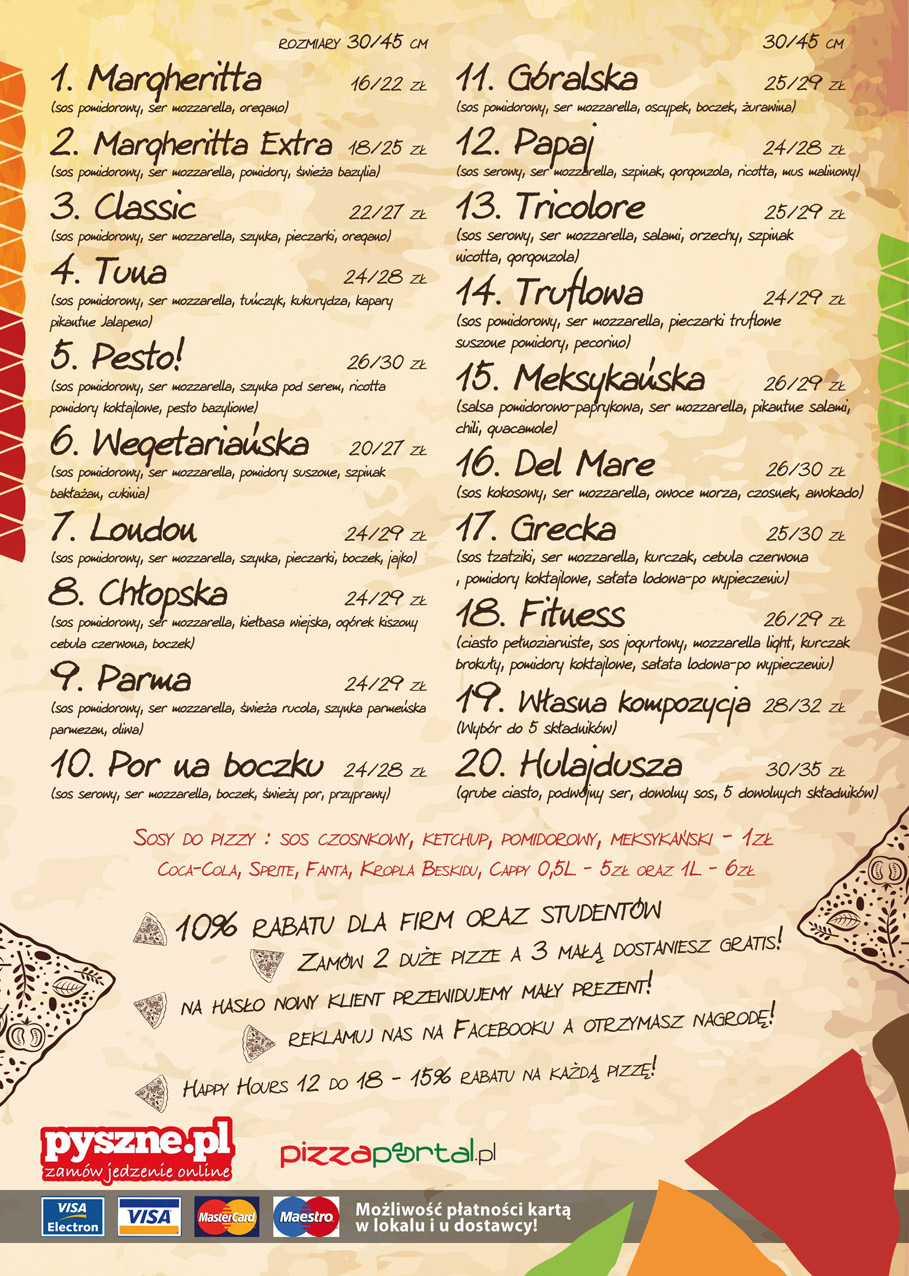 ROZMIARY 30/45 CM
1. Margheritta 16/22 ZŁ
(sos pomidorowy, ser mozzarella, oregano)
2. Margheritta Extra 18/25 ZŁ
(sos pomidorowy, ser mozzarella, pomidory, świeża bazylia)
3. Classic 22/27 ZŁ
(sos pomidorowy, ser mozzarella, szynka, pieczarki, oregano)
4. Tuna 24/28 ZŁ
(sos pomidorowy, ser mozzarella, tuńczyk, kukurydza, kapary
pikantne Jalapeno)
5. Pesto! 26/30 ZŁ
(sos pomidorowy, ser mozzarella, szynka pod serem, ricotta
pomidory koktajlowe, pesto bazyliowe)
6. Wegetariańska 20/27 ZŁ
(sos pomidorowy, ser mozzarella, pomidory suszone, szpinak
bakłażan, cukinia)
7. London 24/29 ZŁ
(sos pomidorowy, ser mozzarella, szynka, pieczarki, boczek, jajko)
8. Chłopska 24/29 ZŁ
(sos pomidorowy, ser mozzarella, kiełbasa wiejska, ogórek kiszony
cebula czerwona, boczek)
9. Parma 24/29 ZŁ
(sos pomidorowy, ser mozzarella, świeża rucola, szynka parmeńska
parmezan, oliwa)
10. Por na boczku 24/28 ZŁ
(sos serowy, ser mozzarella, boczek, świeży por, przyprawy)
30/45 CM
11. Góralska 25/29 ZŁ
(sos pomidorowy, ser mozzarella, oscypek, boczek, żurawina)
12. Papaj 24/28 ZŁ
(sos serowy, ser mozzarella, szpinak, gorgonzola, ricotta, mus malinowy)
13. Tricolore 25/29 ZŁ
(sos serowy, ser mozzarella, salami, orzechy, szpinak
nicotta, gorgonzola)
14. Truflowa 24/29 ZŁ
(sos pomidorowy, ser mozzarella, pieczarki truflowe
suszone pomidory, pecorino)
15. Meksykańska 26/29 ZŁ
(salsa pomidorowo-paprykowa, ser mozzarella, pikantne salami,
chili, guacamole)
16. Del Mare 26/30 ZŁ
(sos kokosowy, ser mozzarella, owoce morza, czosnek, awokado)
17. Grecka 25/30 ZŁ
(sos tzatziki, ser mozzarella, kurczak, cebula czerwona
, pomidory koktajlowe, sałata lodowa-po wypieczeniu)
18. Fitness 26/29 ZŁ
(ciasto pełnoziarniste, sos jogurtowy, mozzarella light, kurczak
brokuły, pomidory koktajlowe, sałata lodowa-po wypieczeniu)
19. Własna kompozycja 28/32 ZŁ
(Wybór do 5 składników)
20. Hulajdusza 30/35 ZŁ
(grube ciasto, podwójny ser, dowolny sos, 5 dowolnych składników)
SOSY DO PIZZY : SOS CZOSNKOWY, KETCHUP, POMIDOROWY, MEKSYKAŃSKI - 1ZŁ
COCA-COLA, SPRITE, FANTA, KROPLA BESKIDU, CAPPY 0,5L - 5ZŁ ORAZ 1L - 6ZŁ
10% RABATU DLA FIRM ORAZ STUDENTÓW
ZAMÓW 2 DUŻE PIZZE A 3 MAŁĄ DOSTANIESZ GRATIS!
NA HASŁO NOWY KLIENT PRZEWIDUJEMY MAŁY PREZENT!
REKLAMUJ NAS NA FACEBOOKU A OTRZYMASZ NAGRODĘ!
HAPPY HOURS 12 DO 18 - 15% RABATU NA KAŻDĄ PIZZĘ!
pyszne.pl
zamów jedzenie online
pizzaportal.pl
VISA
Electron
VISA
MasterCard
Maestro
Możliwość płatności kartą
w lokalu i u dostawcy!